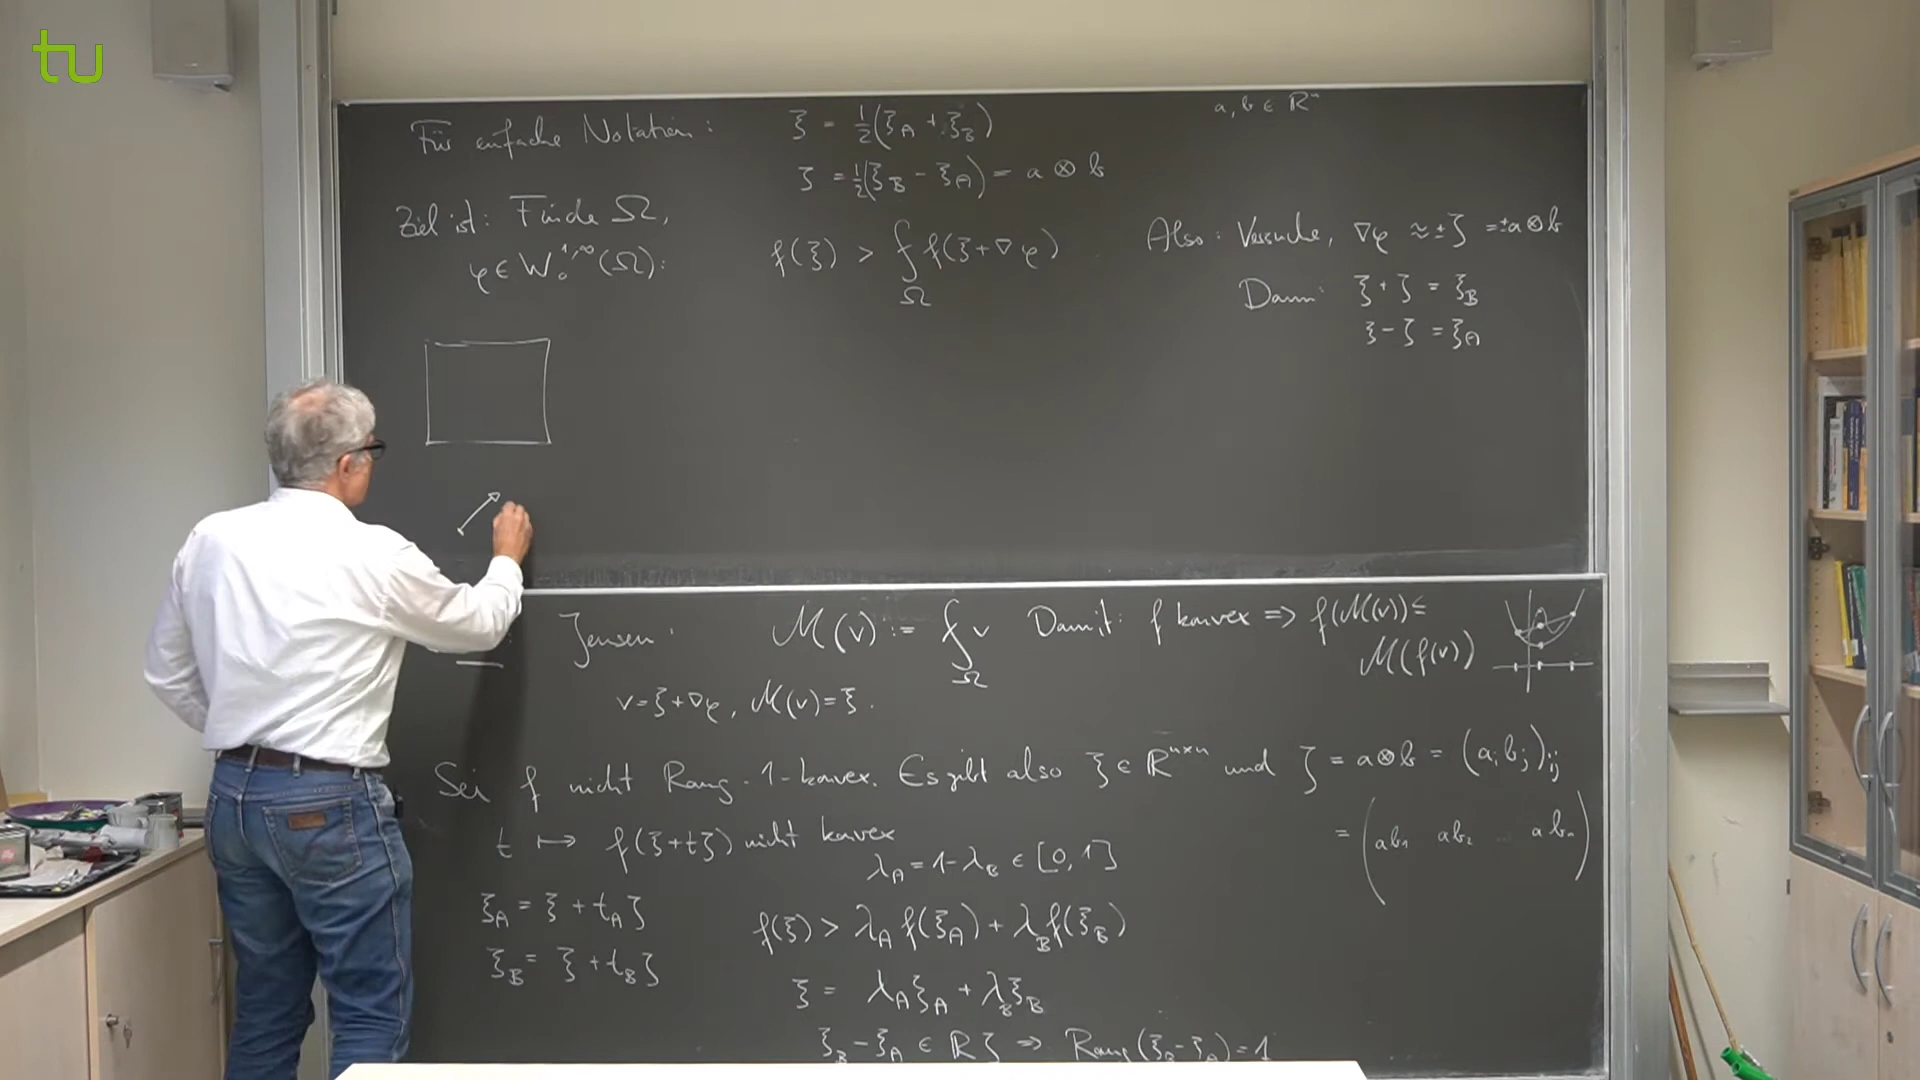 tu
Für einfache Notation: ξ = ½(ξ_A + ξ_B) a, b ∈ ℝⁿ
ζ = ½(ξ_B − ξ_A) = a ⊗ b
Ziel ist: Finde Ω,
φ ∈ W₀^{1,∞}(Ω): f(ξ) > ⨍_Ω f(ξ + ∇φ)
Also: Versuche, ∇φ ≈ ±ζ = ±a⊗b
Dann: ξ + ζ = ξ_B
ξ − ζ = ξ_A
Jensen: ℳ(v) := ⨍_Ω v Damit: f konvex => f(ℳ(v)) ≤
ℳ(f(v))
v = ξ + ∇φ, ℳ(v) = ξ.
Sei f nicht Rang-1-konvex. Es gibt also ξ ∈ ℝ^{n×n} und ζ = a⊗b = (a_i b_j)_{ij}
= (ab₁ ab₂ ... ab_n)
t ↦ f(ξ + tζ) nicht konvex
λ_A = 1 − λ_B ∈ [0, 1]
ξ_A = ξ + t_A ζ
ξ_B = ξ + t_B ζ
f(ξ) > λ_A f(ξ_A) + λ_B f(ξ_B)
ξ = λ_A ξ_A + λ_B ξ_B
ξ_B − ξ_A ∈ ℝζ => Rang(ξ_B − ξ_A) = 1